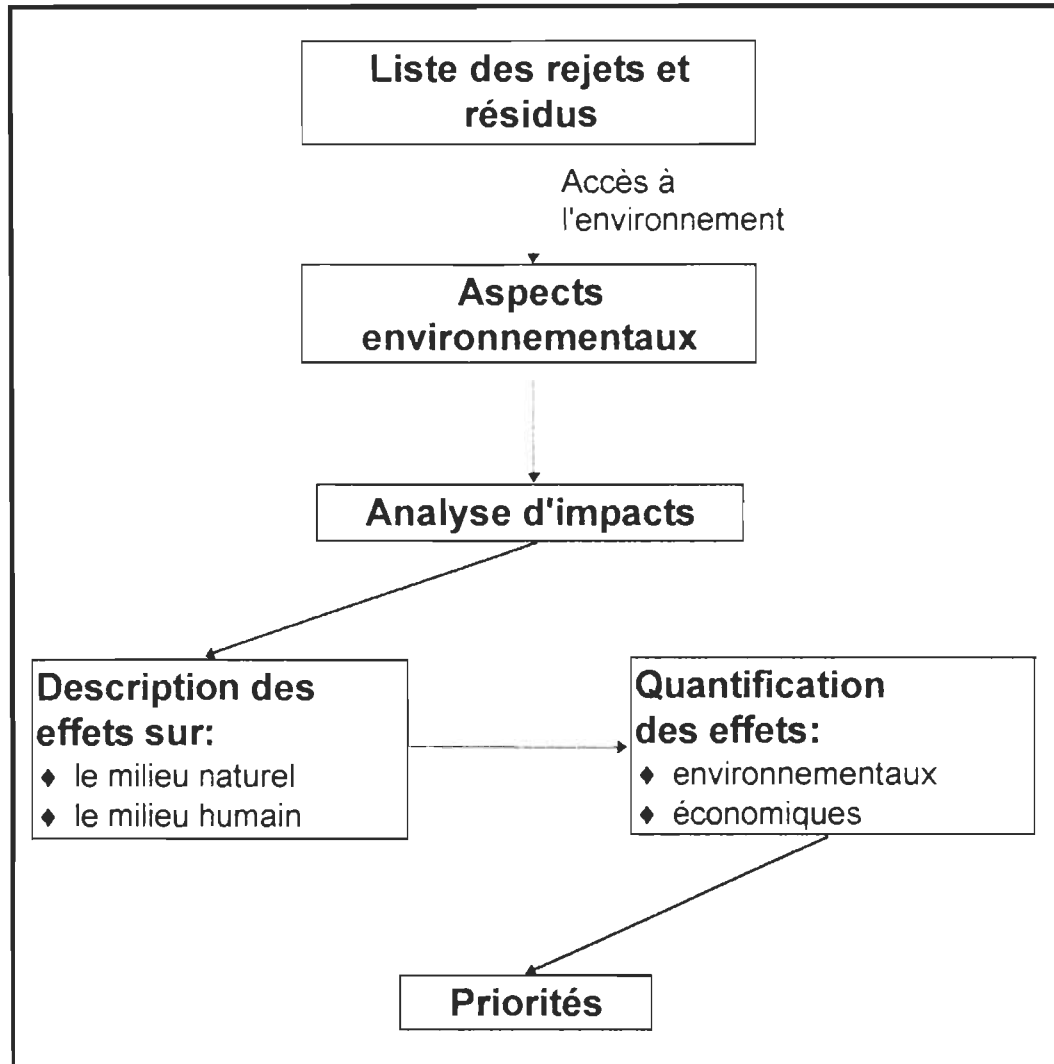 Liste des rejets et
résidus
Accès à
l'environnement
Aspects
environnementaux
Analyse d'impacts
Description des
effets sur:
♦ le milieu naturel
♦ le milieu humain
Quantification
des effets:
♦ environnementaux
♦ économiques
Priorités